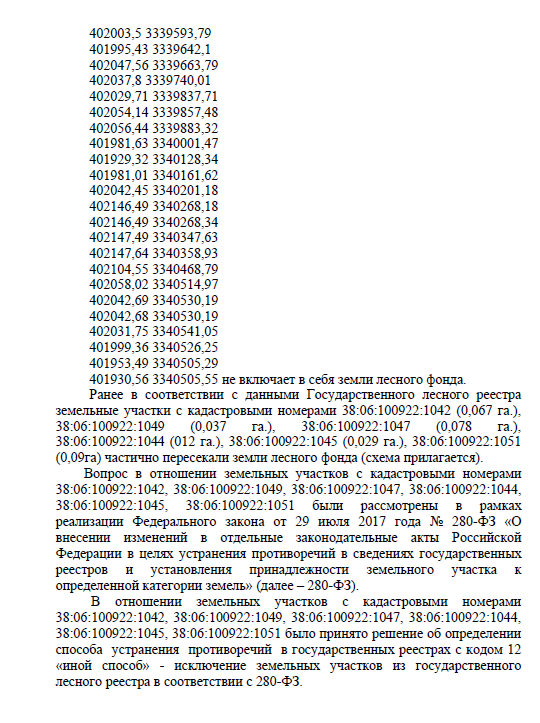 402003,5 3339593,79
401995,43 3339642,1
402047,56 3339663,79
402037,8 3339740,01
402029,71 3339837,71
402054,14 3339857,48
402056,44 3339883,32
401981,63 3340001,47
401929,32 3340128,34
401981,01 3340161,62
402042,45 3340201,18
402146,49 3340268,18
402146,49 3340268,34
402147,49 3340347,63
402147,64 3340358,93
402104,55 3340468,79
402058,02 3340514,97
402042,69 3340530,19
402042,68 3340530,19
402031,75 3340541,05
401999,36 3340526,25
401953,49 3340505,29
401930,56 3340505,55 не включает в себя земли лесного фонда.
Ранее в соответствии с данными Государственного лесного реестра
земельные участки с кадастровыми номерами 38:06:100922:1042 (0,067 га.),
38:06:100922:1049 (0,037 га.), 38:06:100922:1047 (0,078 га.),
38:06:100922:1044 (012 га.), 38:06:100922:1045 (0,029 га.), 38:06:100922:1051
(0,09га) частично пересекали земли лесного фонда (схема прилагается).
Вопрос в отношении земельных участков с кадастровыми номерами
38:06:100922:1042, 38:06:100922:1049, 38:06:100922:1047, 38:06:100922:1044,
38:06:100922:1045, 38:06:100922:1051 были рассмотрены в рамках
реализации Федерального закона от 29 июля 2017 года № 280-ФЗ «О
внесении изменений в отдельные законодательные акты Российской
Федерации в целях устранения противоречий в сведениях государственных
реестров и установления принадлежности земельного участка к
определенной категории земель» (далее – 280-ФЗ).
В отношении земельных участков с кадастровыми номерами
38:06:100922:1042, 38:06:100922:1049, 38:06:100922:1047, 38:06:100922:1044,
38:06:100922:1045, 38:06:100922:1051 было принято решение об определении
способа устранения противоречий в государственных реестрах с кодом 12
«иной способ» - исключение земельных участков из государственного
лесного реестра в соответствии с 280-ФЗ.